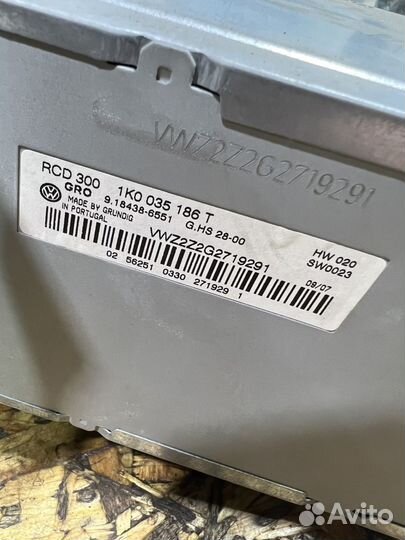 VWZ2Z2G2719291
RCD 300 1K0 035 186 T
GRO 9.18438-6551 G.HS 28-00
MADE BY GRUNDIG
IN PORTUGAL
VWZ2Z2G2719291
HW 020
SW0023
02 56251 0330 271929 1
09/07
Avito